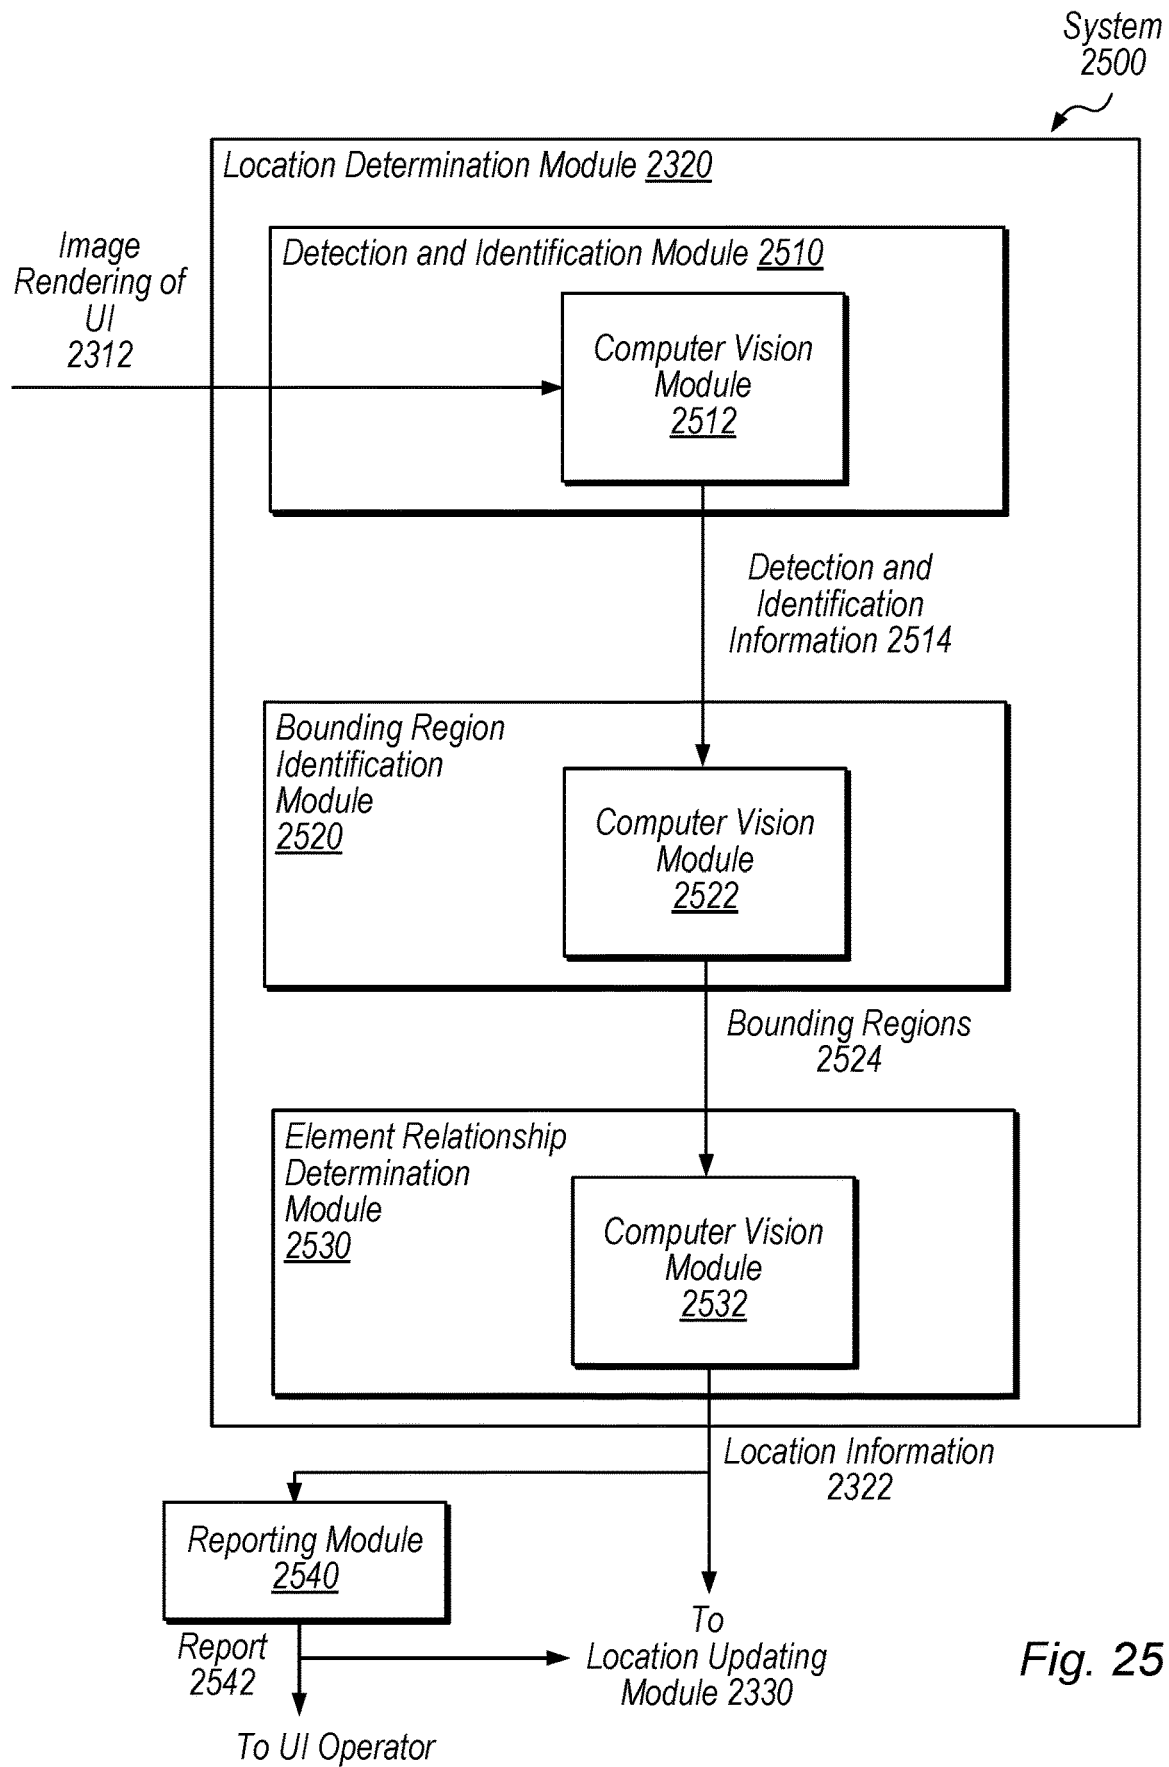 System
2500
Location Determination Module 2320
Image
Rendering of
UI
2312
Detection and Identification Module 2510
Computer Vision
Module
2512
Detection and
Identification
Information 2514
Bounding Region
Identification
Module
2520
Computer Vision
Module
2522
Bounding Regions
2524
Element Relationship
Determination
Module
2530
Computer Vision
Module
2532
Location Information
2322
Reporting Module
2540
Report
2542
To
Location Updating
Module 2330
To UI Operator
Fig. 25